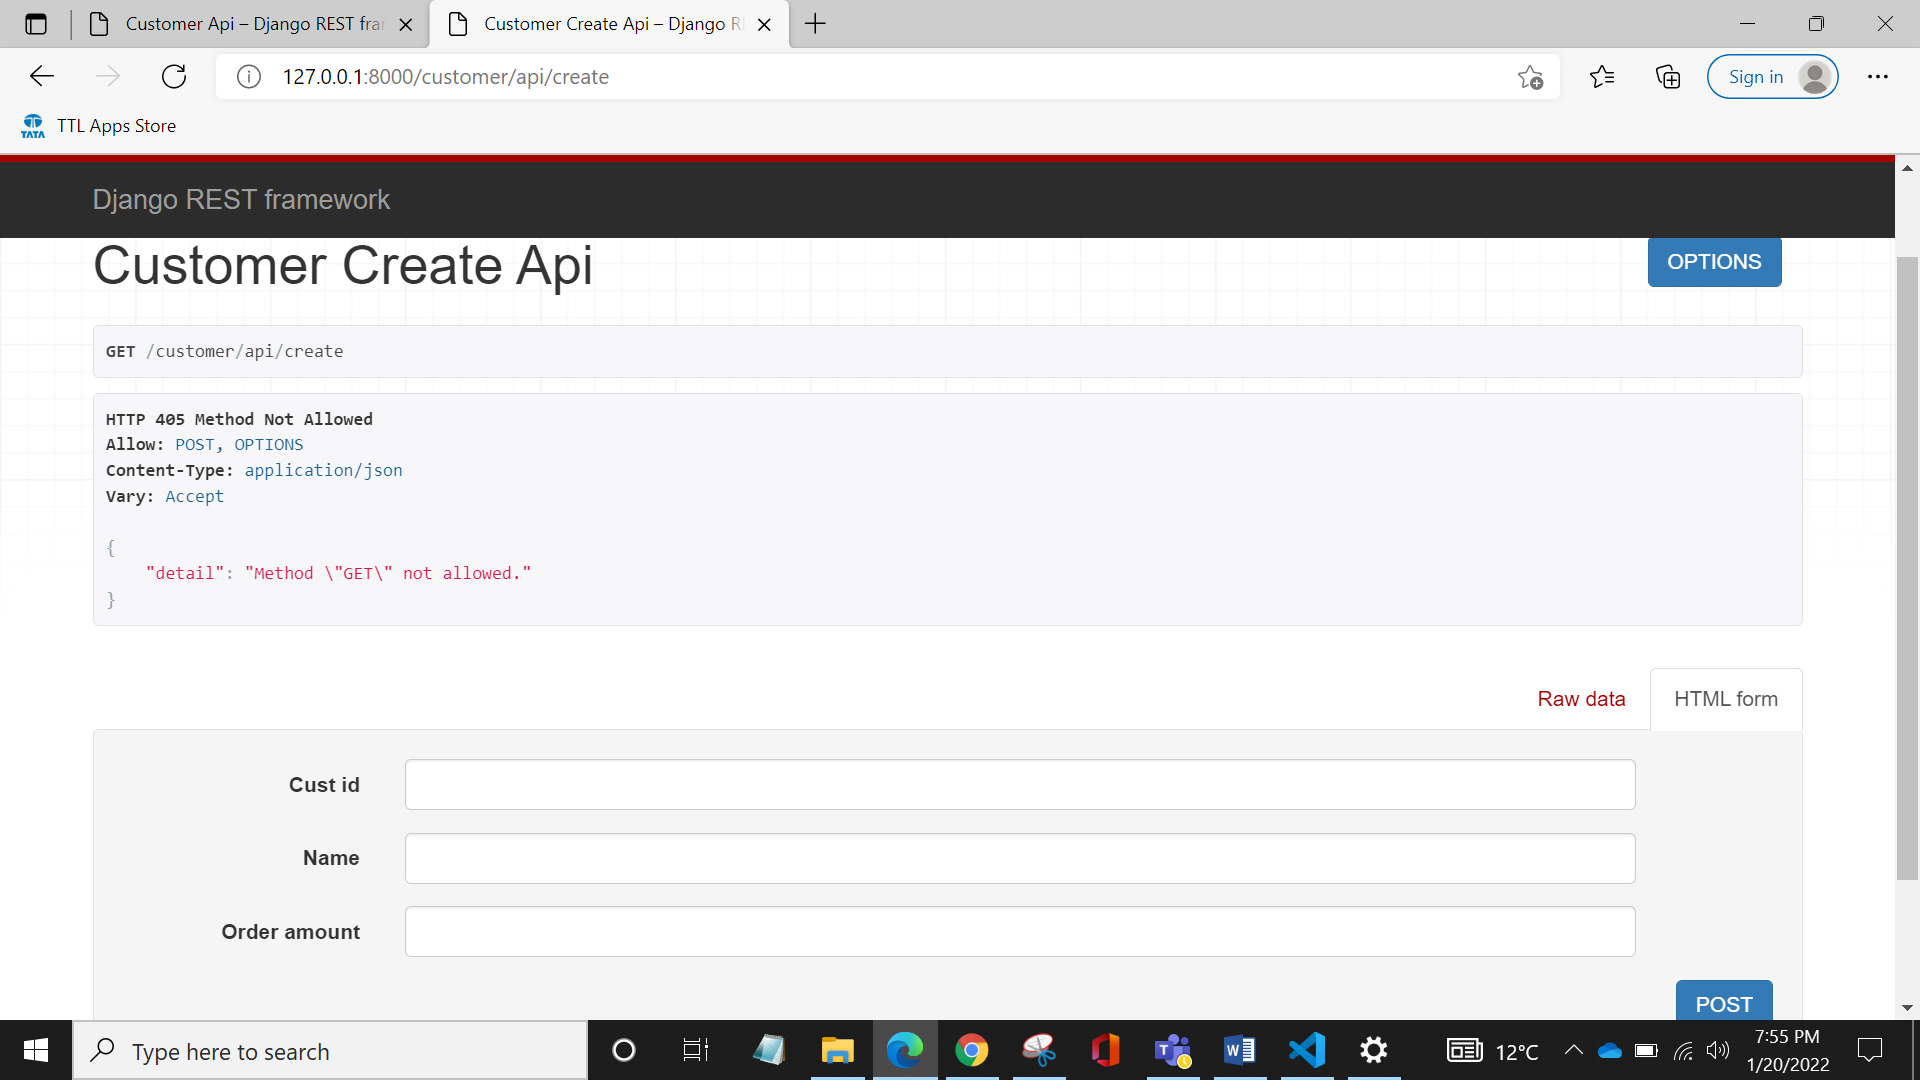 Customer Api – Django REST fra
Customer Create Api – Django R
127.0.0.1:8000/customer/api/create
Sign in
TATA
TTL Apps Store
Django REST framework
Customer Create Api
OPTIONS
GET /customer/api/create
HTTP 405 Method Not Allowed
Allow: POST, OPTIONS
Content-Type: application/json
Vary: Accept
{
"detail": "Method \"GET\" not allowed."
}
Raw data
HTML form
Cust id
Name
Order amount
POST
Type here to search
12°C
7:55 PM
1/20/2022